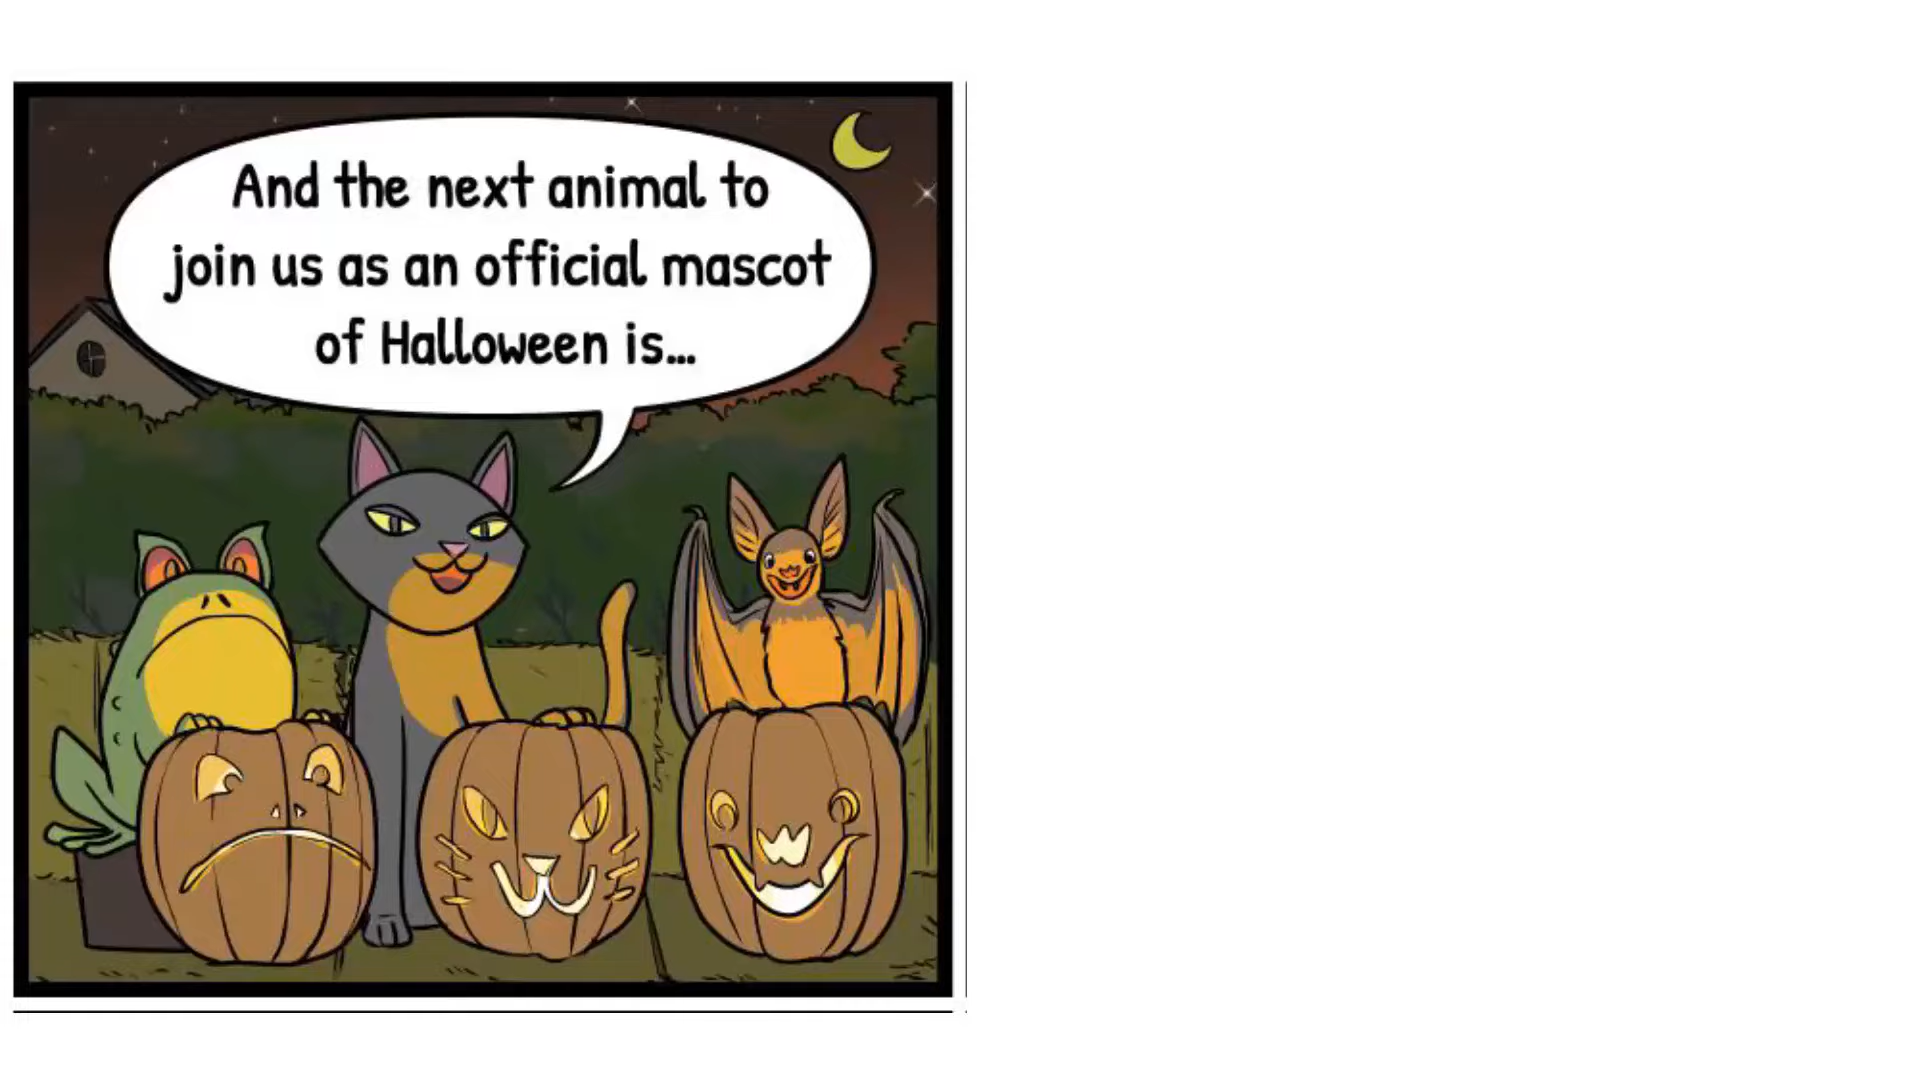 And the next animal to
join us as an official mascot
of Halloween is...